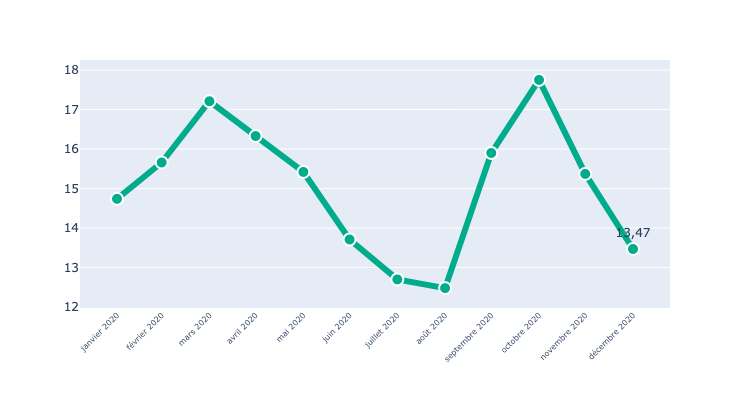 18
17
16
15
14
13
12
13,47
janvier 2020
février 2020
mars 2020
avril 2020
mai 2020
juin 2020
juillet 2020
août 2020
septembre 2020
octobre 2020
novembre 2020
décembre 2020